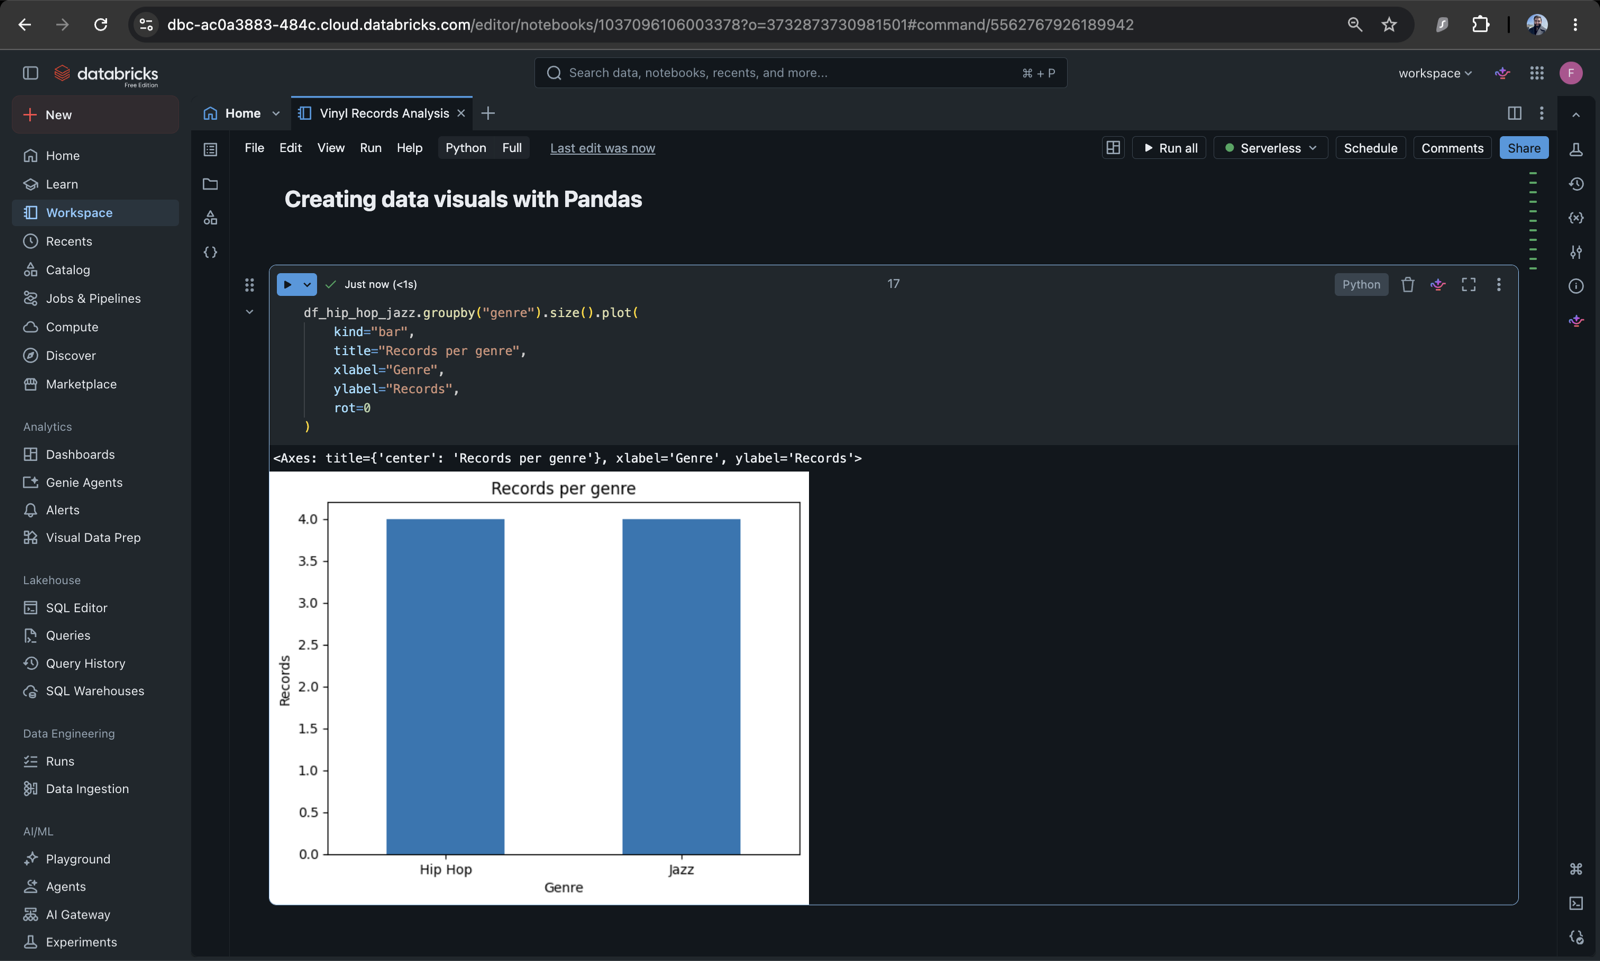 dbc-ac0a3883-484c.cloud.databricks.com/editor/notebooks/1037096106003378?o=3732873730981501#command/5562767926189942
databricks
Free Edition
Search data, notebooks, recents, and more...
⌘ + P
workspace
F
New
Home
Vinyl Records Analysis
File Edit View Run Help Python Full Last edit was now
Run all
Serverless
Schedule
Comments
Share
Home
Learn
Workspace
Recents
Catalog
Jobs & Pipelines
Compute
Discover
Marketplace
Analytics
Dashboards
Genie Agents
Alerts
Visual Data Prep
Lakehouse
SQL Editor
Queries
Query History
SQL Warehouses
Data Engineering
Runs
Data Ingestion
AI/ML
Playground
Agents
AI Gateway
Experiments
Creating data visuals with Pandas
Just now (<1s)
17
Python
df_hip_hop_jazz.groupby("genre").size().plot(
kind="bar",
title="Records per genre",
xlabel="Genre",
ylabel="Records",
rot=0
)
<Axes: title={'center': 'Records per genre'}, xlabel='Genre', ylabel='Records'>
Records per genre
4.0
3.5
3.0
2.5
2.0
1.5
1.0
0.5
0.0
Records
Hip Hop
Jazz
Genre